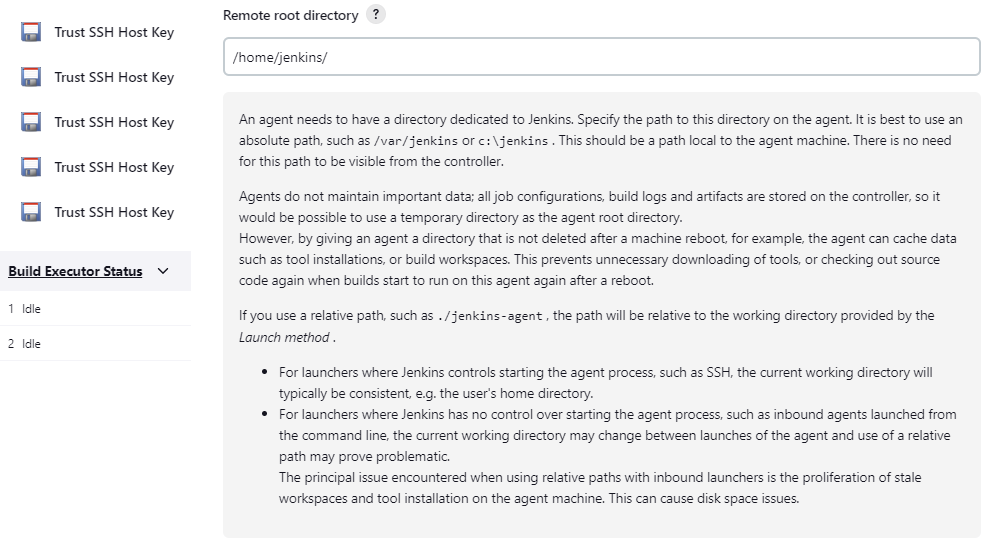 Trust SSH Host Key
Trust SSH Host Key
Trust SSH Host Key
Trust SSH Host Key
Trust SSH Host Key
Build Executor Status
1 Idle
2 Idle
Remote root directory ?
/home/jenkins/
An agent needs to have a directory dedicated to Jenkins. Specify the path to this directory on the agent. It is best to use an
absolute path, such as /var/jenkins or c:\jenkins . This should be a path local to the agent machine. There is no need
for this path to be visible from the controller.
Agents do not maintain important data; all job configurations, build logs and artifacts are stored on the controller, so it
would be possible to use a temporary directory as the agent root directory.
However, by giving an agent a directory that is not deleted after a machine reboot, for example, the agent can cache data
such as tool installations, or build workspaces. This prevents unnecessary downloading of tools, or checking out source
code again when builds start to run on this agent again after a reboot.
If you use a relative path, such as ./jenkins-agent , the path will be relative to the working directory provided by the
Launch method .
• For launchers where Jenkins controls starting the agent process, such as SSH, the current working directory will
typically be consistent, e.g. the user's home directory.
• For launchers where Jenkins has no control over starting the agent process, such as inbound agents launched from
the command line, the current working directory may change between launches of the agent and use of a relative
path may prove problematic.
The principal issue encountered when using relative paths with inbound launchers is the proliferation of stale
workspaces and tool installation on the agent machine. This can cause disk space issues.